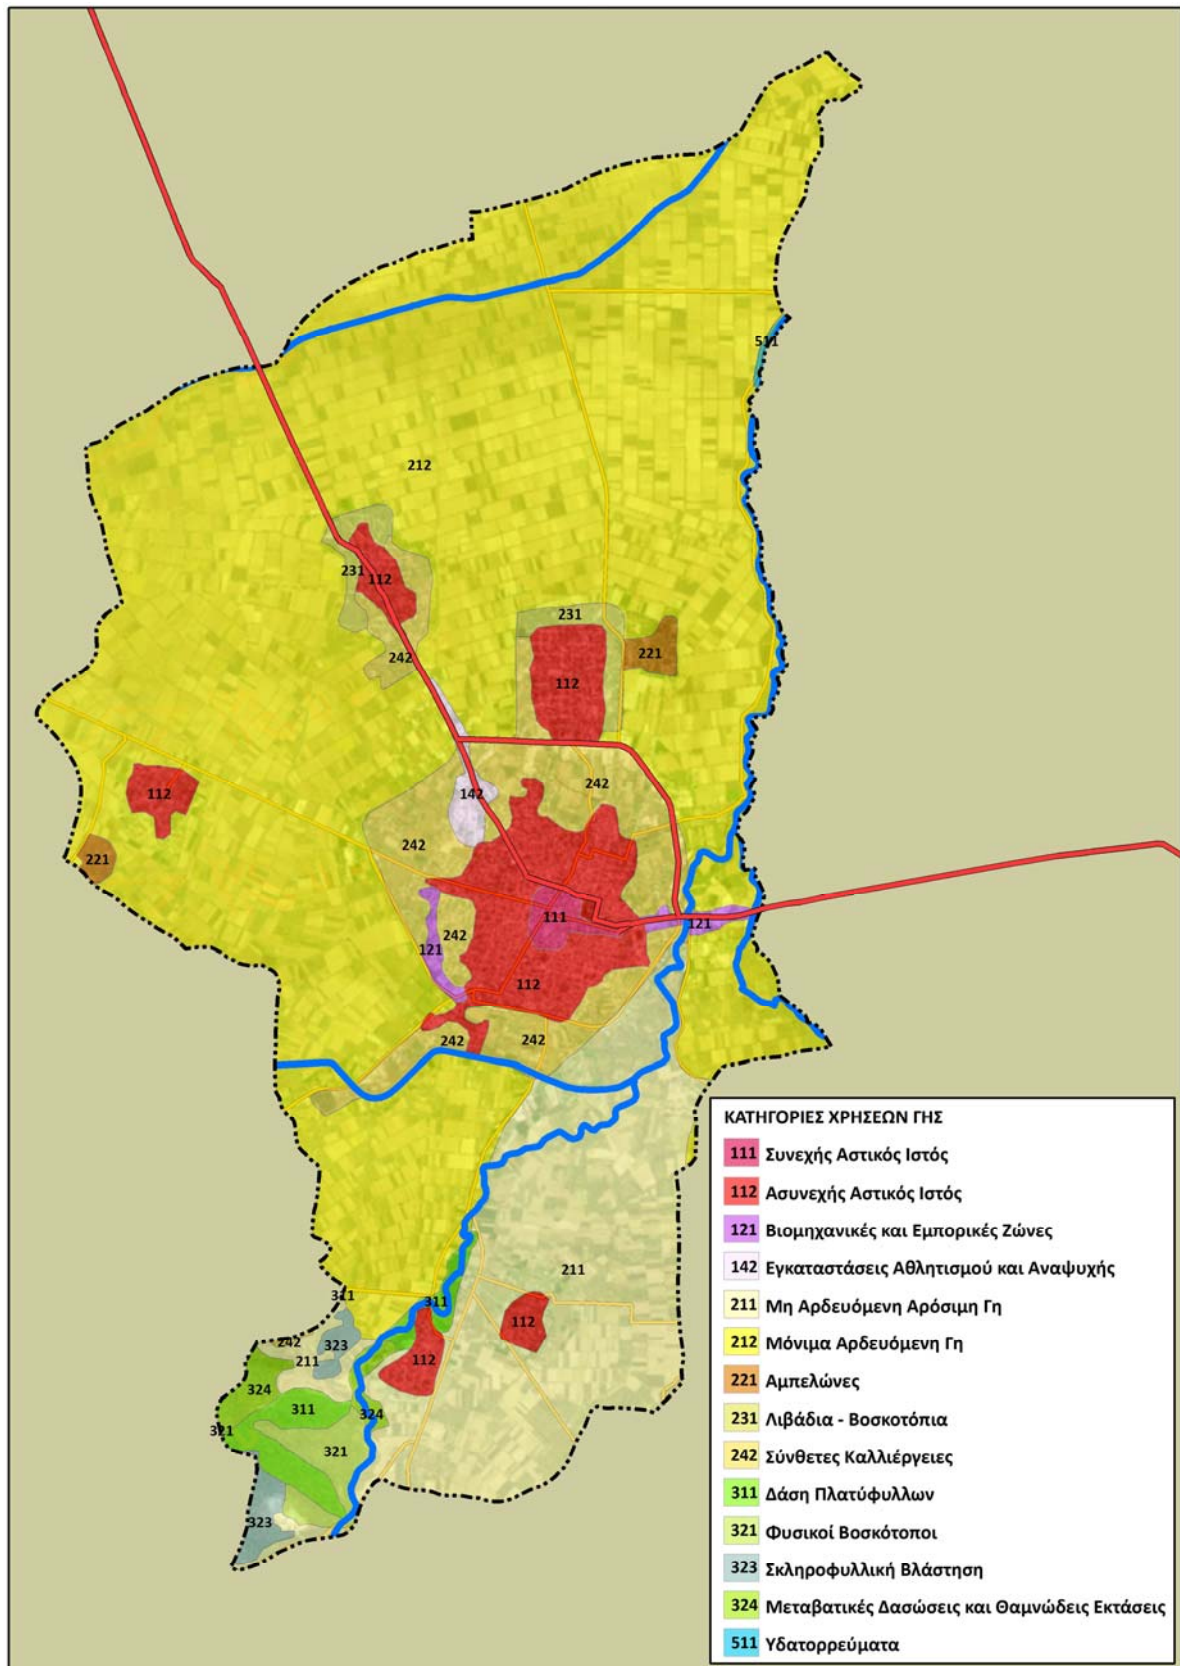 511
212
231
112
242
231
221
112
142
242
112
221
242
111
121
242
121
112
242
242
211
311
311
112
242
323
211
112
324
311
324
321
321
323
ΚΑΤΗΓΟΡΙΕΣ ΧΡΗΣΕΩΝ ΓΗΣ
111 Συνεχής Αστικός Ιστός
112 Ασυνεχής Αστικός Ιστός
121 Βιομηχανικές και Εμπορικές Ζώνες
142 Εγκαταστάσεις Αθλητισμού και Αναψυχής
211 Μη Αρδευόμενη Αρόσιμη Γη
212 Μόνιμα Αρδευόμενη Γη
221 Αμπελώνες
231 Λιβάδια - Βοσκοτόπια
242 Σύνθετες Καλλιέργειες
311 Δάση Πλατύφυλλων
321 Φυσικοί Βοσκότοποι
323 Σκληροφυλλική Βλάστηση
324 Μεταβατικές Δασώσεις και Θαμνώδεις Εκτάσεις
511 Υδατορρεύματα